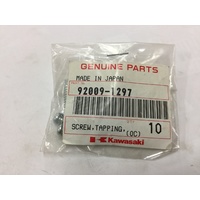 GENUINE PARTS
MADE IN JAPAN
92009-1297
SCREW,TAPPING, 10
(OC)
Kawasaki